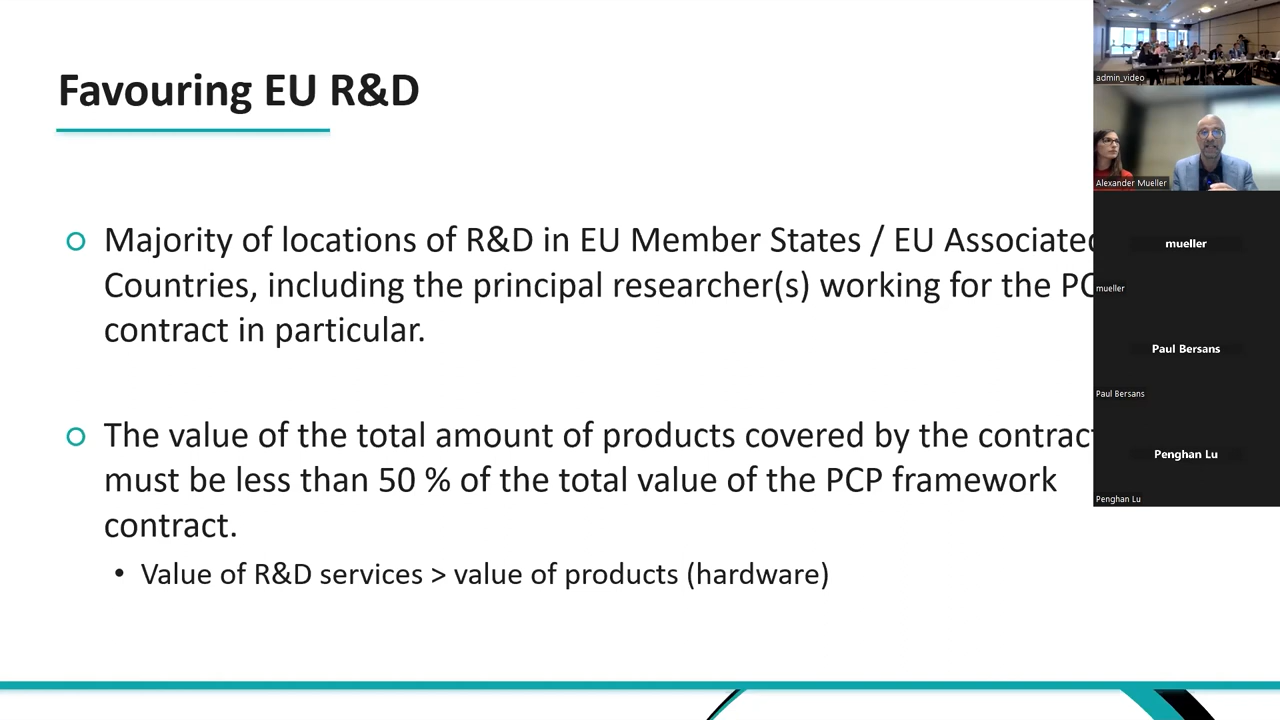 Favouring EU R&D
Majority of locations of R&D in EU Member States / EU Associated
Countries, including the principal researcher(s) working for the
contract in particular.
The value of the total amount of products covered by the contract
must be less than 50 % of the total value of the PCP framework
contract.
Value of R&D services > value of products (hardware)
admin_video
Alexander Mueller
mueller
mueller
Paul Bersans
Paul Bersans
Penghan Lu
Penghan Lu